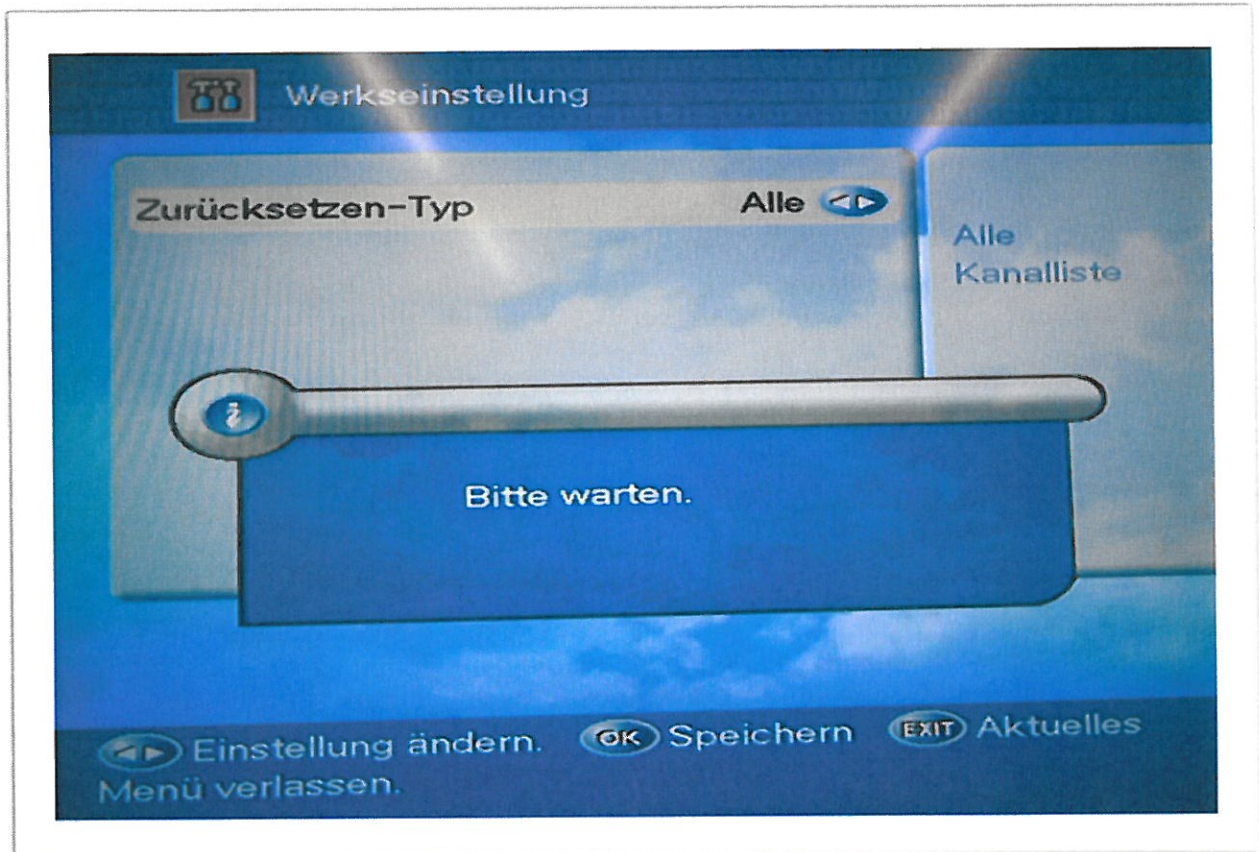 Werkseinstellung
Zurücksetzen-Typ Alle
Alle
Kanalliste
i
Bitte warten.
Einstellung ändern. OK Speichern EXIT Aktuelles
Menü verlassen.